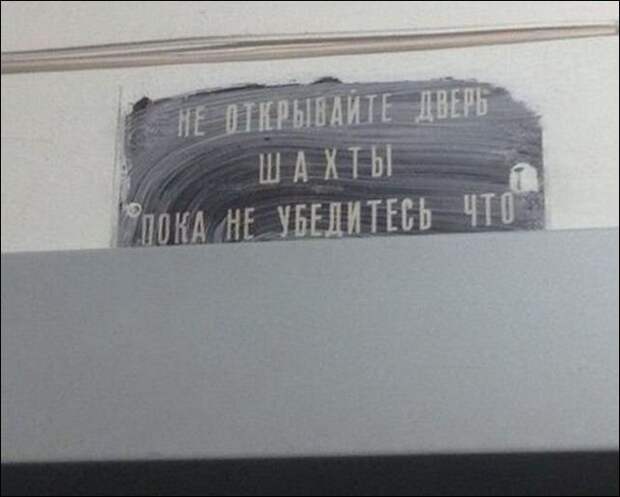 НЕ ОТКРЫВАЙТЕ ДВЕРЬ
ШАХТЫ
ПОКА НЕ УБЕДИТЕСЬ ЧТО